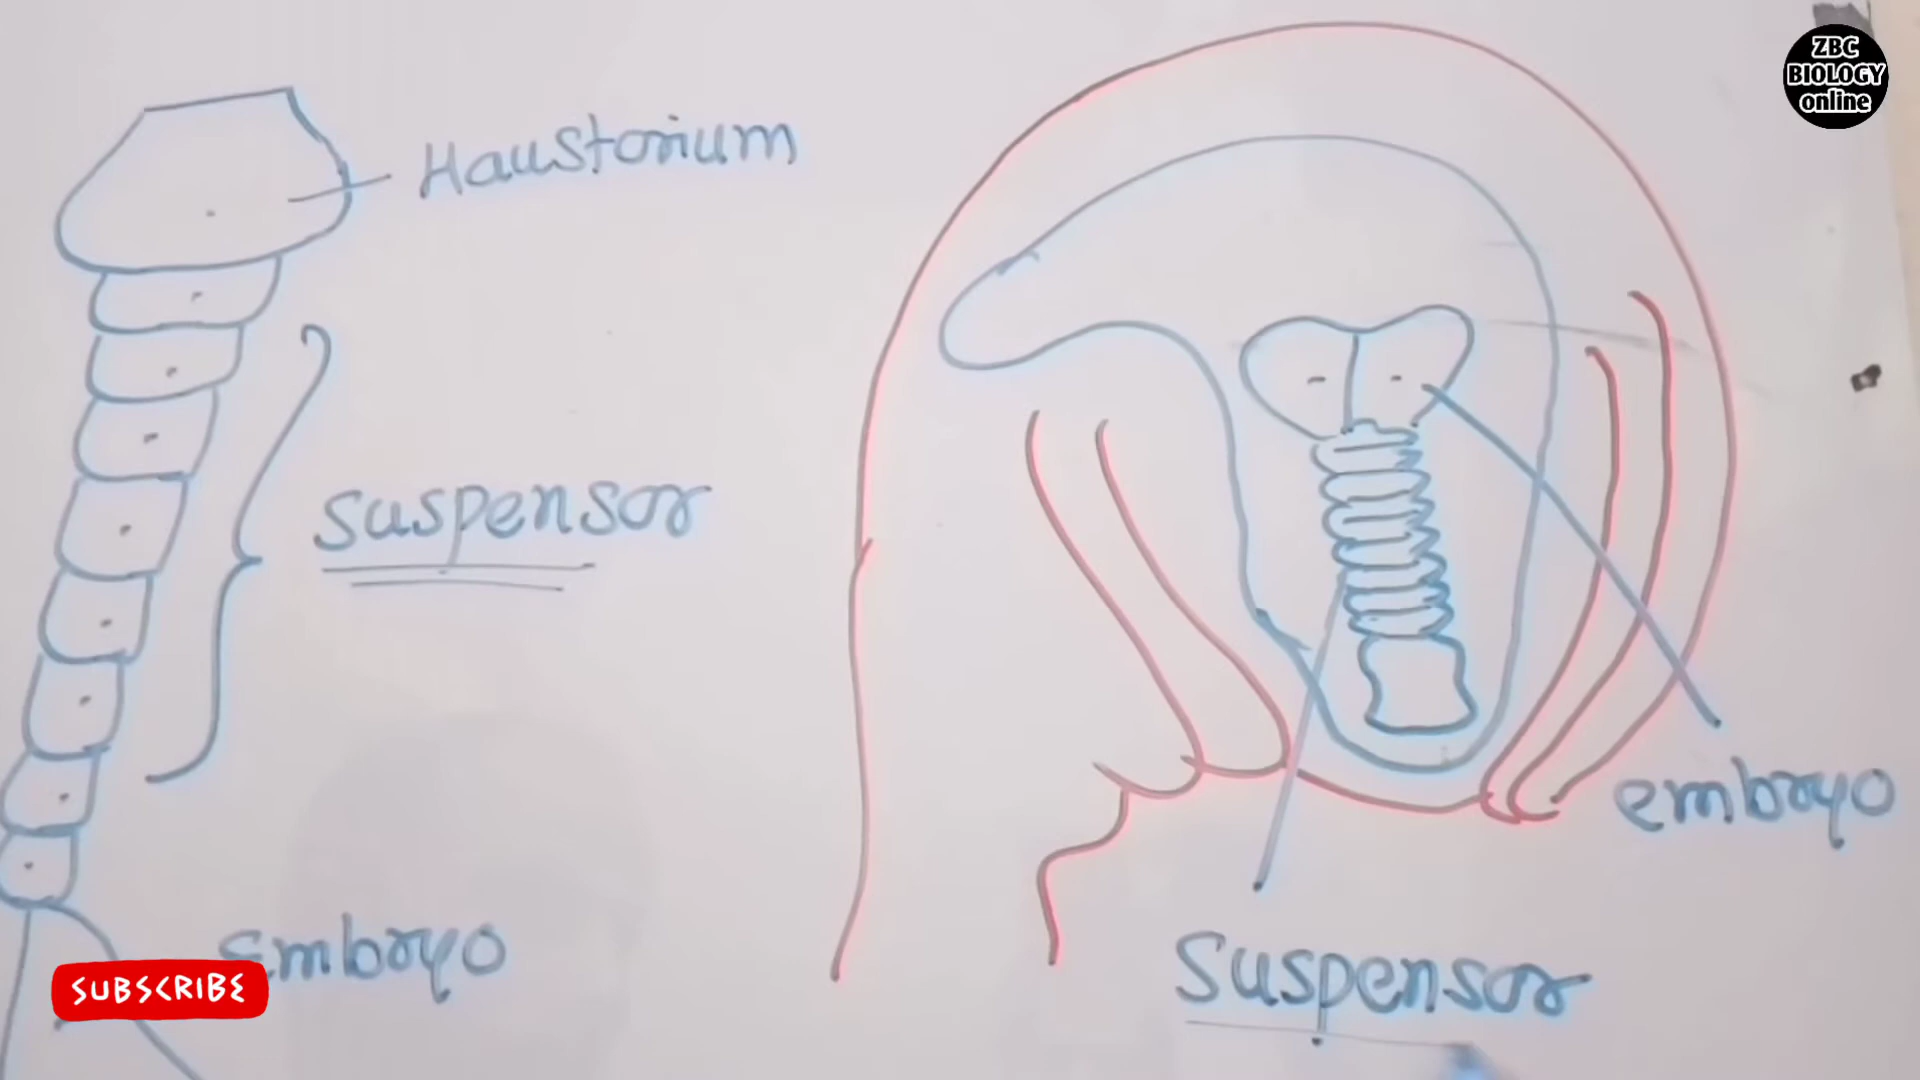 ZBC
BIOLOGY
online
Haustorium
Suspensor
embryo
Embryo
Suspensor
SUBSCRIBE